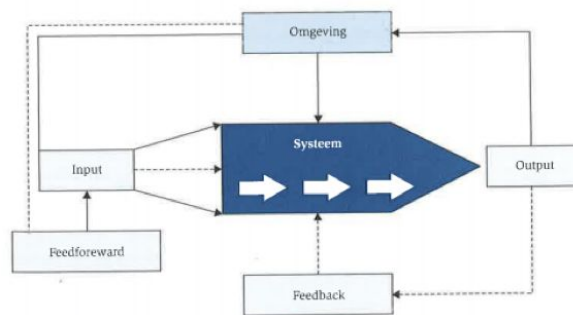 Omgeving
Systeem
Input
Output
Feedforeward
Feedback